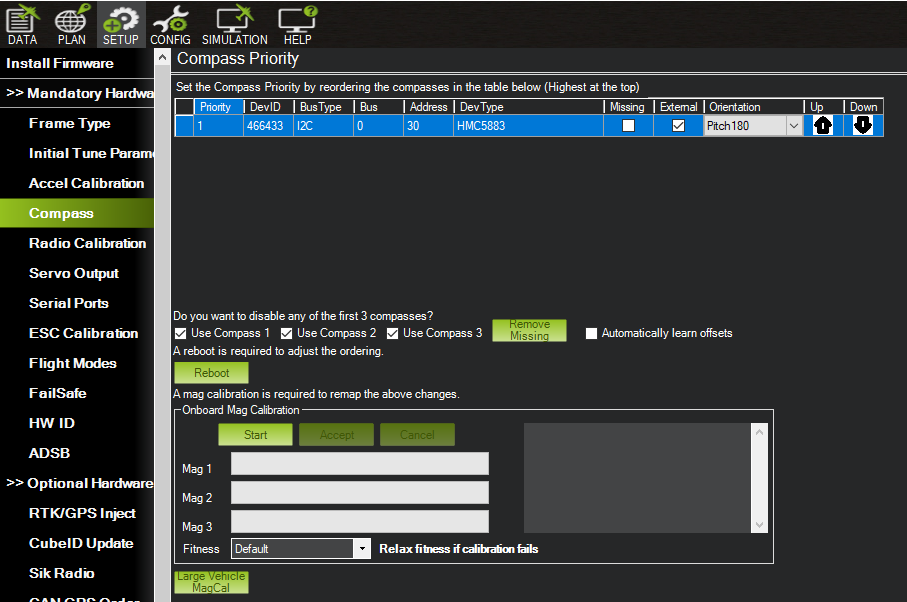 DATA PLAN SETUP CONFIG SIMULATION HELP
Install Firmware
>> Mandatory Hardwa
Frame Type
Initial Tune Parame
Accel Calibration
Compass
Radio Calibration
Servo Output
Serial Ports
ESC Calibration
Flight Modes
FailSafe
HW ID
ADSB
>> Optional Hardware
RTK/GPS Inject
CubeID Update
Sik Radio
CAN GPS Order
Compass Priority
Set the Compass Priority by reordering the compasses in the table below (Highest at the top)
Priority DevID BusType Bus Address DevType Missing External Orientation Up Down
1 466433 I2C 0 30 HMC5883 Pitch180
Do you want to disable any of the first 3 compasses?
Use Compass 1 Use Compass 2 Use Compass 3 Remove Missing Automatically learn offsets
A reboot is required to adjust the ordering.
Reboot
A mag calibration is required to remap the above changes.
Onboard Mag Calibration
Start Accept Cancel
Mag 1
Mag 2
Mag 3
Fitness Default Relax fitness if calibration fails
Large Vehicle
MagCal